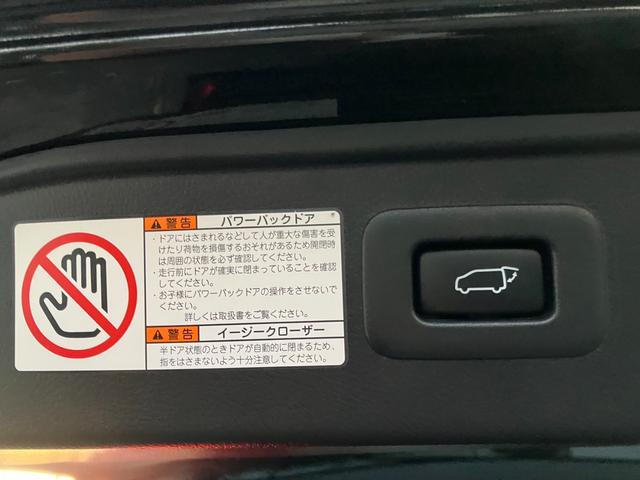 警告 パワーバックドア
・ドアにはさまれるなどして人が重大な傷害を受
けたり荷物を損傷するおそれがあるため開閉時
は周囲の状態を必ず確認してください。
・走行前にドアが確実に閉まっていることを確認
してください。
・お子様にパワーバックドアの操作をさせないで
ください。
詳しくは取扱書をご覧ください。
警告 イージークローザー
半ドア状態のときドアが自動的に閉まるため、
指をはさまないよう十分注意してください。